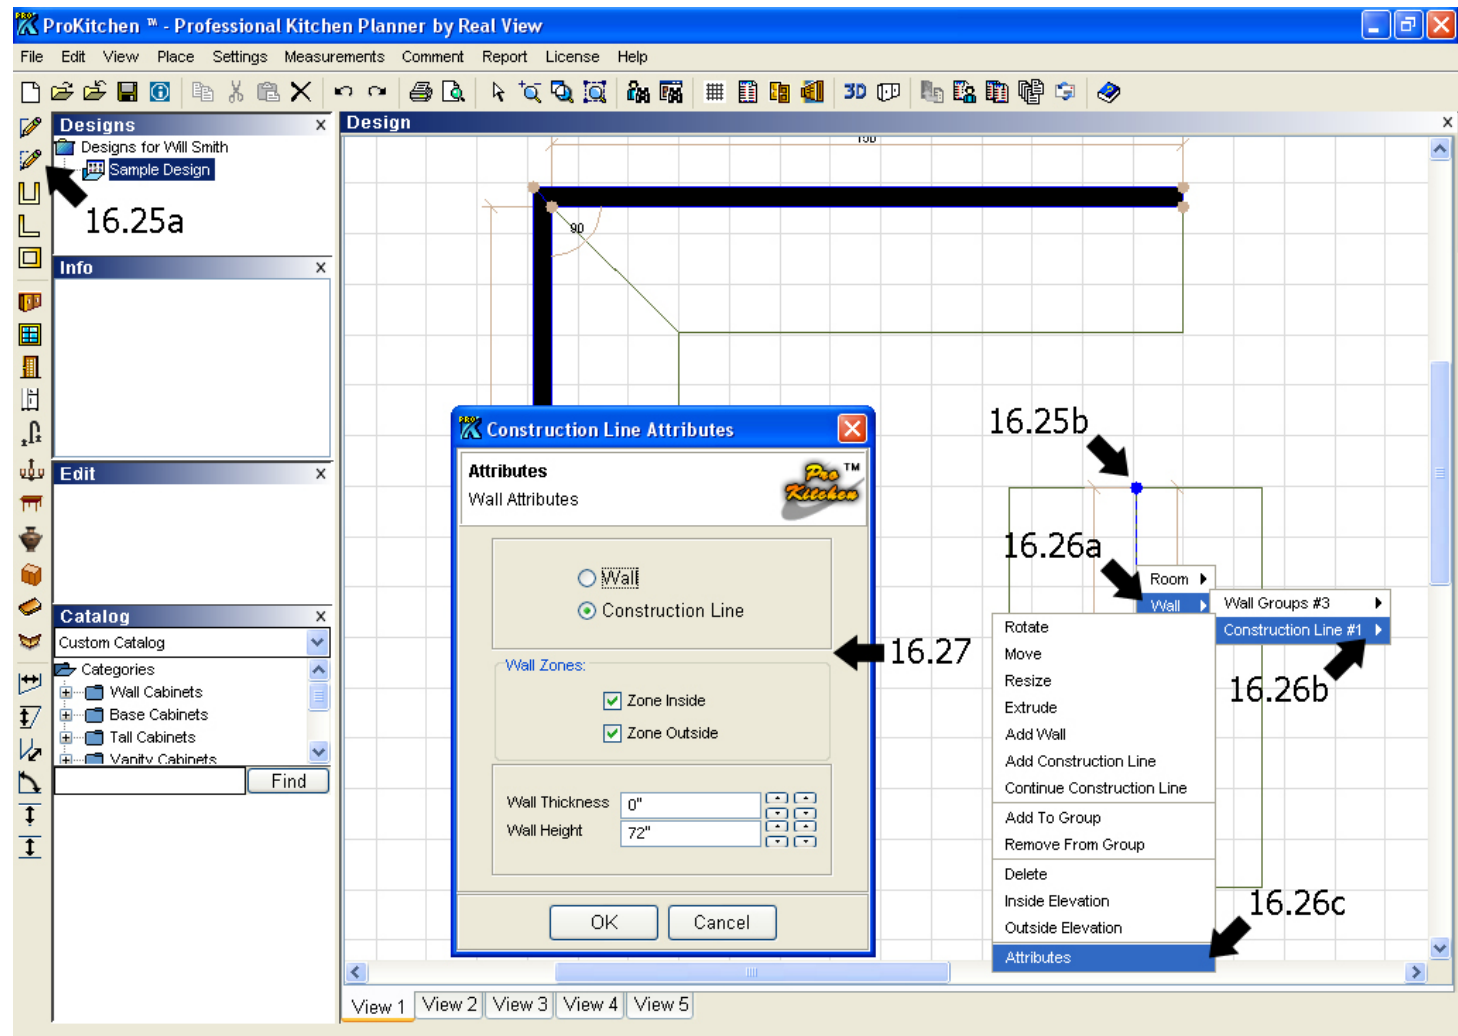 ProKitchen ™ - Professional Kitchen Planner by Real View
File Edit View Place Settings Measurements Comment Report License Help
3D
Designs x
Designs for Will Smith
Sample Design
16.25a
Info x
Edit x
Catalog x
Custom Catalog
Categories
Wall Cabinets
Base Cabinets
Tall Cabinets
Vanity Cabinets
Find
Design x
150
90
16.25b
16.26a
Room
Wall
Wall Groups #3
Construction Line #1
16.26b
Rotate
Move
Resize
Extrude
Add Wall
Add Construction Line
Continue Construction Line
Add To Group
Remove From Group
Delete
Inside Elevation
Outside Elevation
Attributes
16.26c
Construction Line Attributes
Attributes
Wall Attributes
Pro Kitchen ™
Wall
Construction Line
16.27
Wall Zones:
Zone Inside
Zone Outside
Wall Thickness 0"
Wall Height 72"
OK Cancel
View 1 View 2 View 3 View 4 View 5